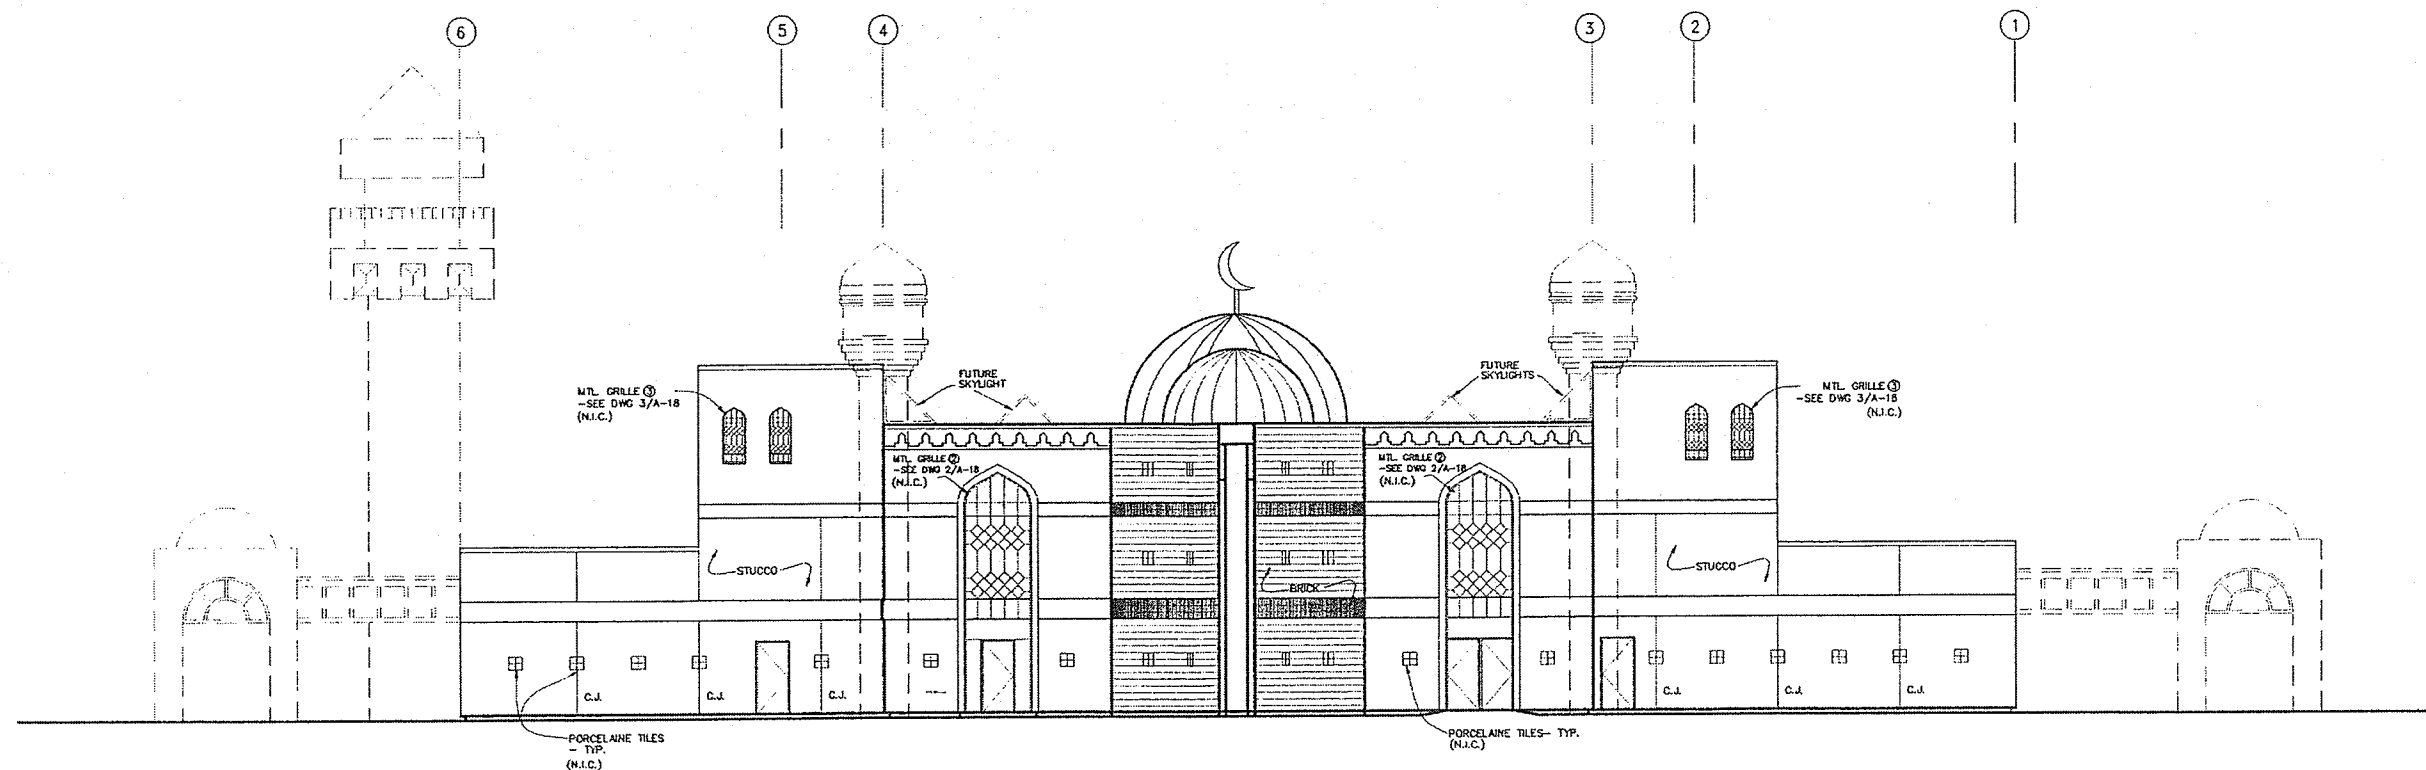 6 5 4 3 2 1
FUTURE
SKYLIGHT
FUTURE
SKYLIGHTS
MTL. GRILLE 3
-SEE DWG 3/A-18
(N.I.C.)
MTL. GRILLE 3
-SEE DWG 3/A-18
(N.I.C.)
MTL. GRILLE 2
-SEE DWG 2/A-18
(N.I.C.)
MTL. GRILLE 2
-SEE DWG 2/A-18
(N.I.C.)
STUCCO
BRICK
STUCCO
C.J. C.J. C.J. C.J. C.J. C.J.
PORCELAINE TILES
- TYP.
(N.I.C.)
PORCELAINE TILES- TYP.
(N.I.C.)